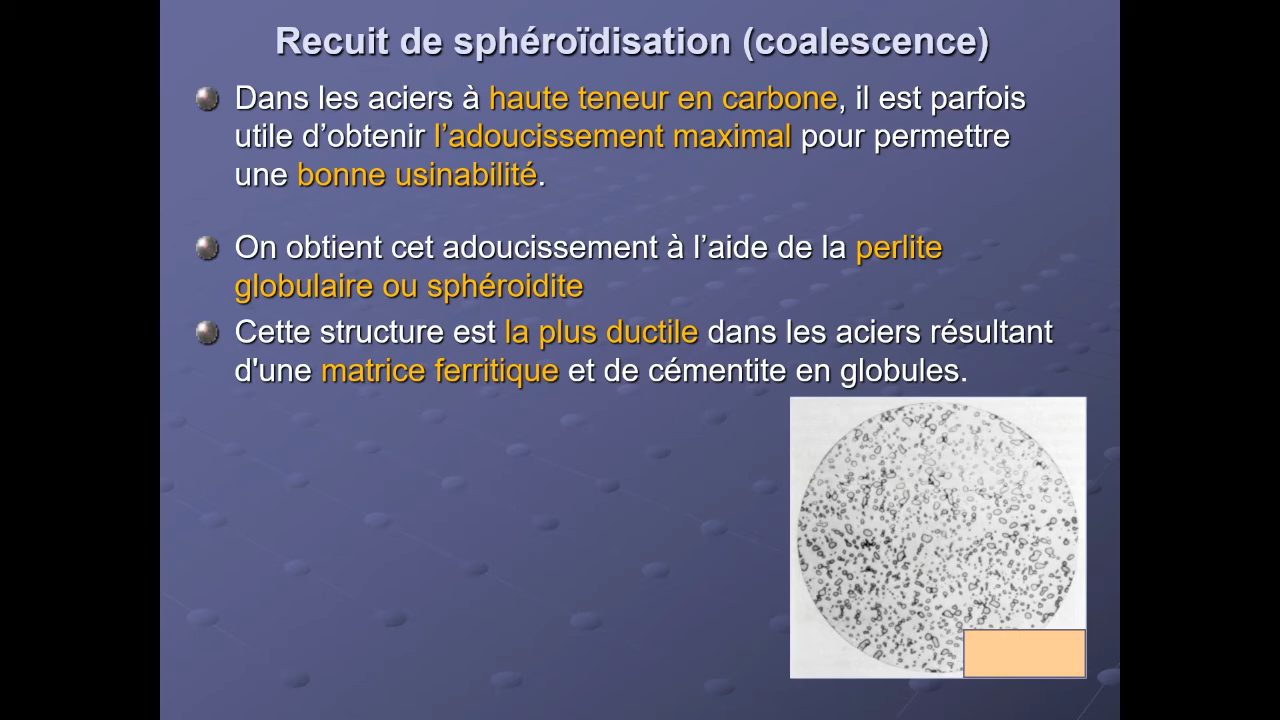 Recuit de sphéroïdisation (coalescence)
Dans les aciers à haute teneur en carbone, il est parfois
utile d’obtenir l’adoucissement maximal pour permettre
une bonne usinabilité.
On obtient cet adoucissement à l’aide de la perlite
globulaire ou sphéroidite
Cette structure est la plus ductile dans les aciers résultant
d'une matrice ferritique et de cémentite en globules.